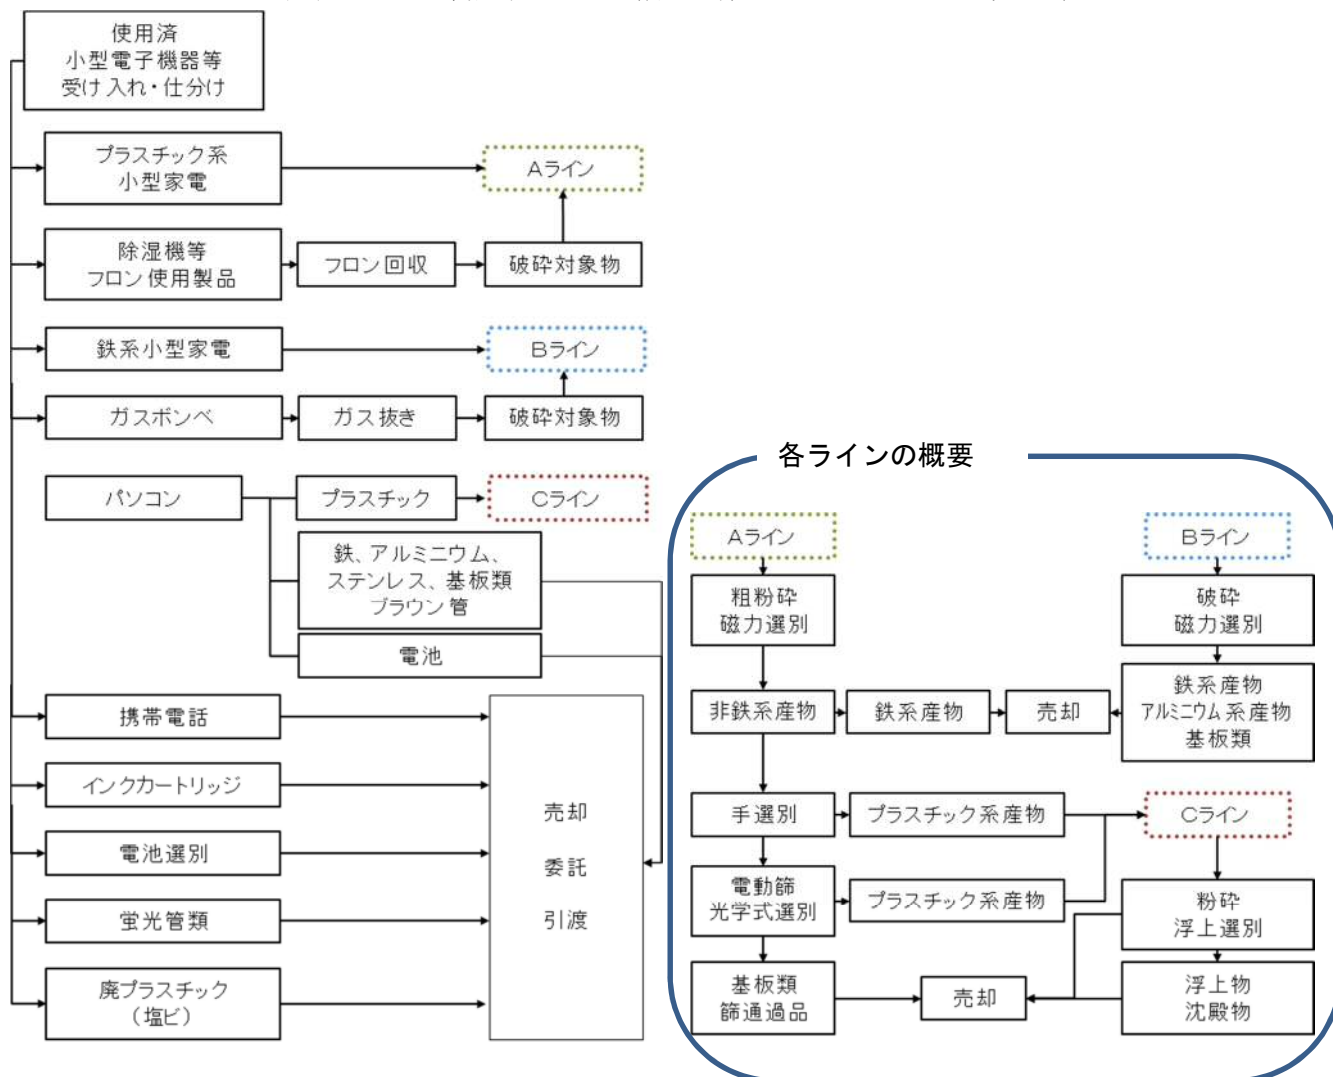 使用済
小型電子機器等
受け入れ・仕分け
プラスチック系
小型家電
Aライン
除湿機等
フロン使用製品
フロン回収
破砕対象物
鉄系小型家電
Bライン
ガスボンベ
ガス抜き
破砕対象物
パソコン
プラスチック
Cライン
鉄、アルミニウム、
ステンレス、基板類
ブラウン管
電池
携帯電話
インクカートリッジ
電池選別
蛍光管類
廃プラスチック
（塩ビ）
売却
委託
引渡
各ラインの概要
Aライン
粗粉砕
磁力選別
非鉄系産物
鉄系産物
売却
Bライン
破砕
磁力選別
鉄系産物
アルミニウム系産物
基板類
手選別
プラスチック系産物
Cライン
電動篩
光学式選別
プラスチック系産物
粉砕
浮上選別
基板類
篩通過品
売却
浮上物
沈殿物